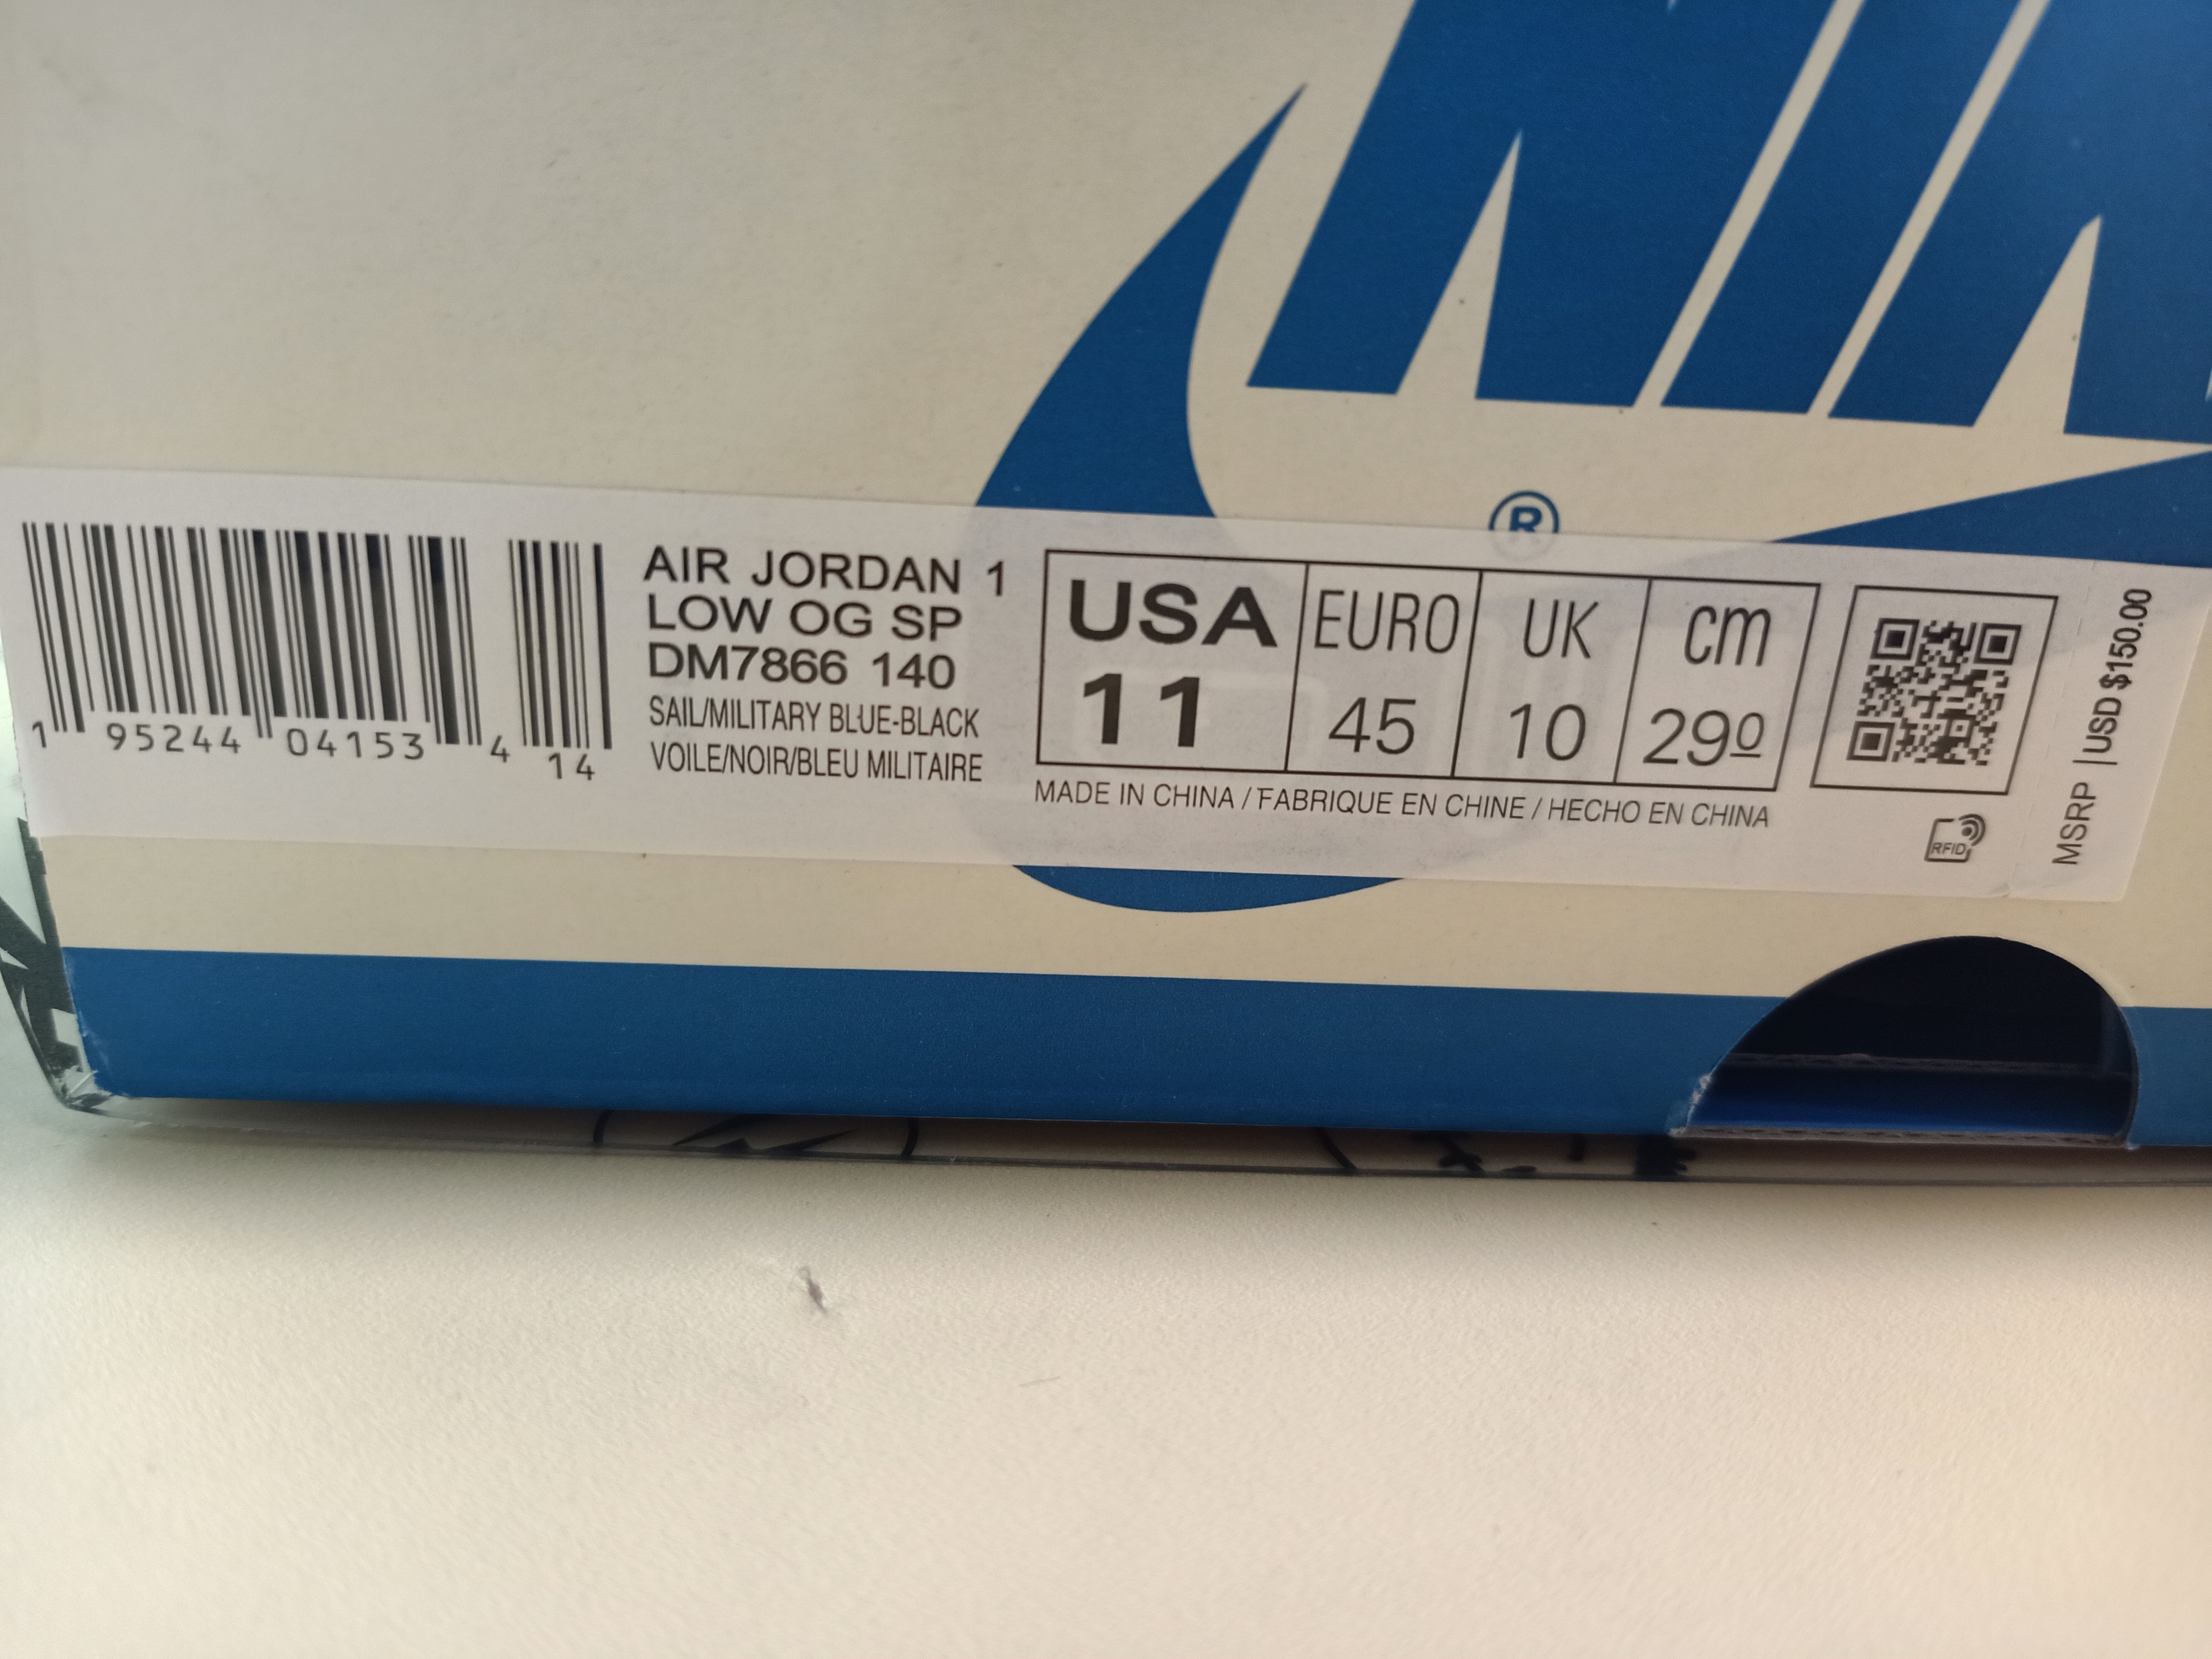 ®
AIR JORDAN 1
LOW OG SP
DM7866 140
SAIL/MILITARY BLUE-BLACK
VOILE/NOIR/BLEU MILITAIRE
1 95244 04153 4 14
USA EURO UK cm
11 45 10 29º
MADE IN CHINA / FABRIQUE EN CHINE / HECHO EN CHINA
RFID
MSRP |USD $150.00